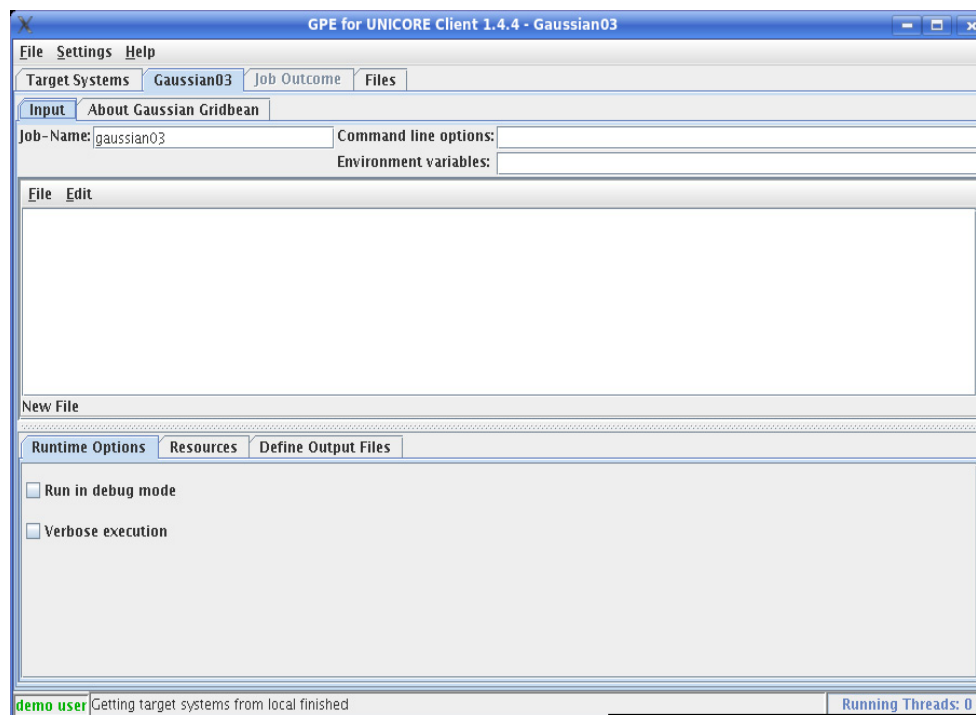 GPE for UNICORE Client 1.4.4 - Gaussian03
File Settings Help
Target Systems Gaussian03 Job Outcome Files
Input About Gaussian Gridbean
Job-Name: gaussian03 Command line options:
Environment variables:
File Edit
New File
Runtime Options Resources Define Output Files
Run in debug mode
Verbose execution
demo user Getting target systems from local finished Running Threads: 0